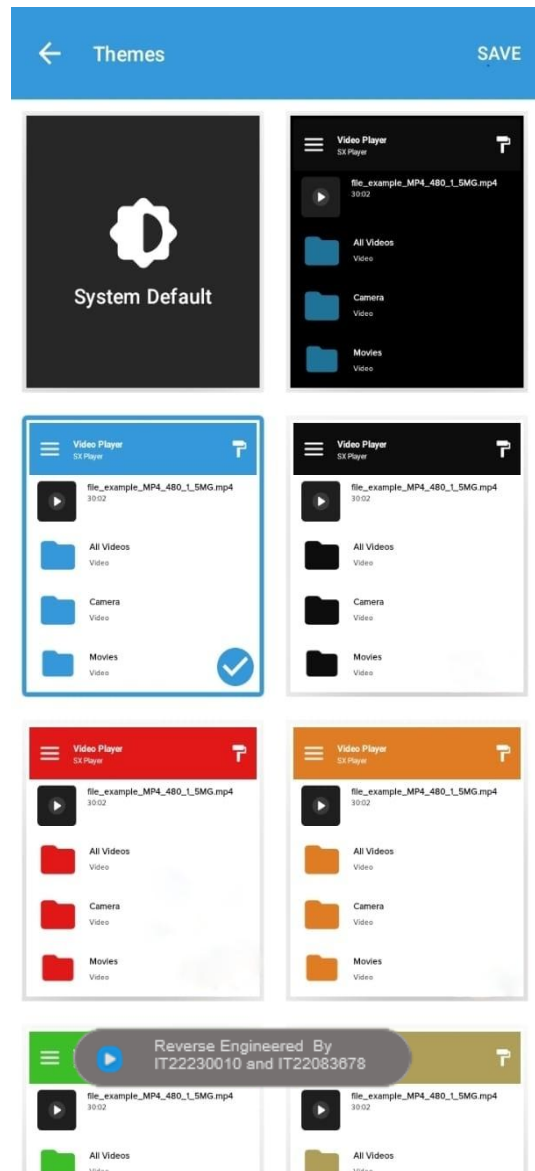 Themes
SAVE
System Default
Video Player
SX Player
file_example_MP4_480_1_5MG.mp4
30:02
All Videos
Video
Camera
Video
Movies
Video
Video Player
SX Player
file_example_MP4_480_1_5MG.mp4
30:02
All Videos
Video
Camera
Video
Movies
Video
Video Player
SX Player
file_example_MP4_480_1_5MG.mp4
30:02
All Videos
Video
Camera
Video
Movies
Video
Video Player
SX Player
file_example_MP4_480_1_5MG.mp4
30:02
All Videos
Video
Camera
Video
Movies
Video
Video Player
SX Player
file_example_MP4_480_1_5MG.mp4
30:02
All Videos
Video
Camera
Video
Movies
Video
Reverse Engineered By
IT22230010 and IT22083678
file_example_MP4_480_1_5MG.mp4
30:02
All Videos
file_example_MP4_480_1_5MG.mp4
30:02
All Videos